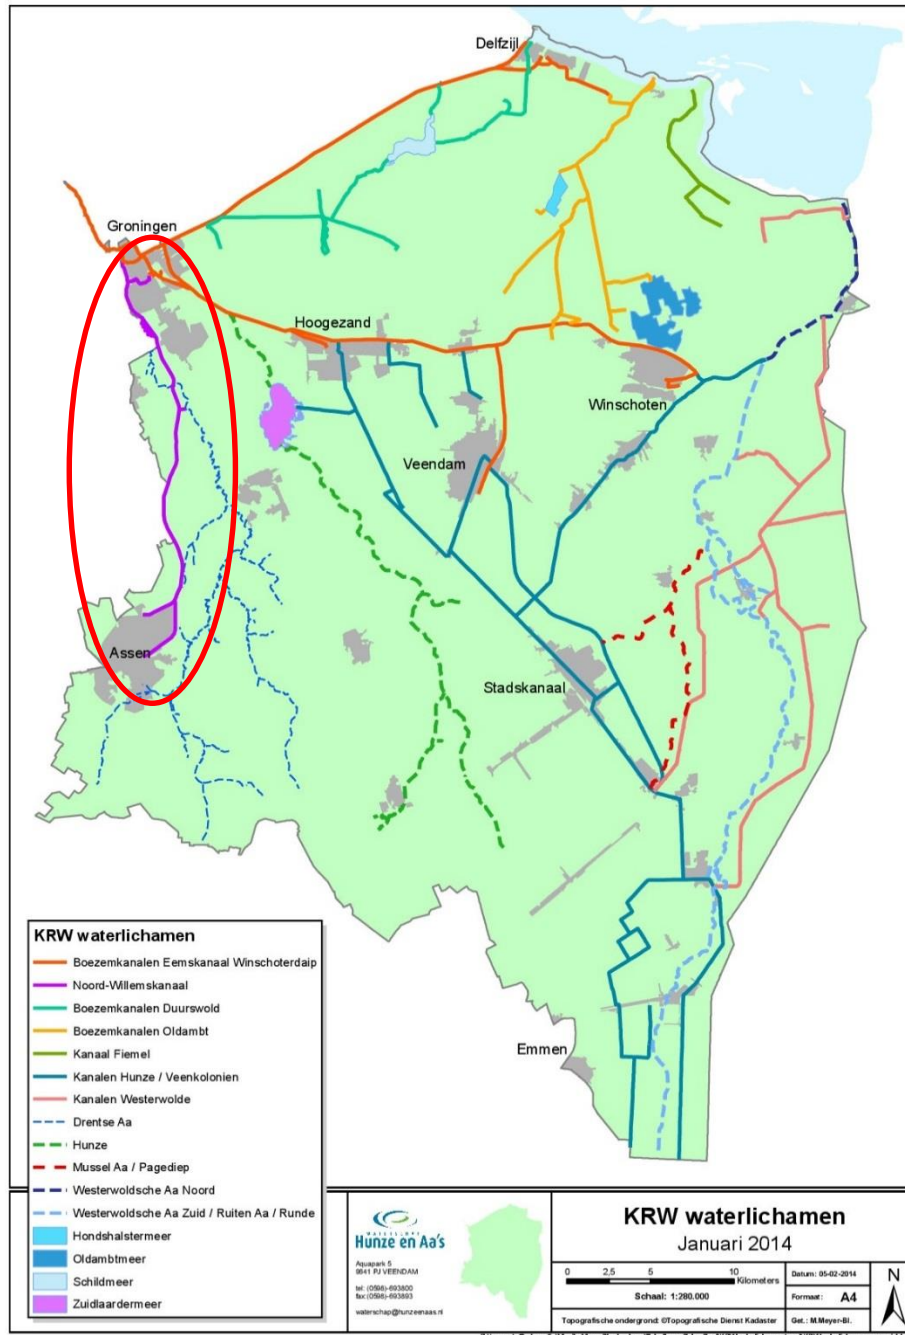 Delfzijl
Groningen
Hoogezand
Winschoten
Veendam
Assen
Stadskanaal
Emmen
KRW waterlichamen
Boezemkanalen Eemskanaal Winschoterdaip
Noord-Willemskanaal
Boezemkanalen Duurswold
Boezemkanalen Oldambt
Kanaal Fiemel
Kanalen Hunze / Veenkolonien
Kanalen Westerwolde
Drentse Aa
Hunze
Mussel Aa / Pagediep
Westerwoldsche Aa Noord
Westerwoldsche Aa Zuid / Ruiten Aa / Runde
Hondshalstermeer
Oldambtmeer
Schildmeer
Zuidlaardermeer
WATERSCHAP
Hunze en Aa's
Aquapark 5
9641 PJ VEENDAM
tel: (0598)-693800
fax:(0598)-693893
waterschap@hunzeenaas.nl
KRW waterlichamen
Januari 2014
0 2,5 5 10
Kilometers
Schaal: 1:280.000
Topografische ondergrond: ©Topografische Dienst Kadaster
Datum: 05-02-2014
Formaat: A4
Get.: M.Meyer-Bl.
N